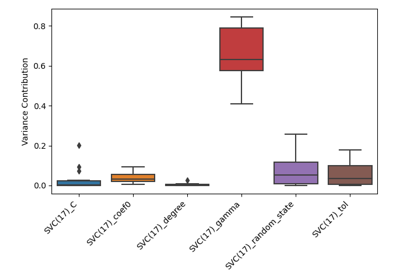 Variance Contribution
0.8
0.6
0.4
0.2
0.0
SVC(17)_C
SVC(17)_coef0
SVC(17)_degree
SVC(17)_gamma
SVC(17)_random_state
SVC(17)_tol